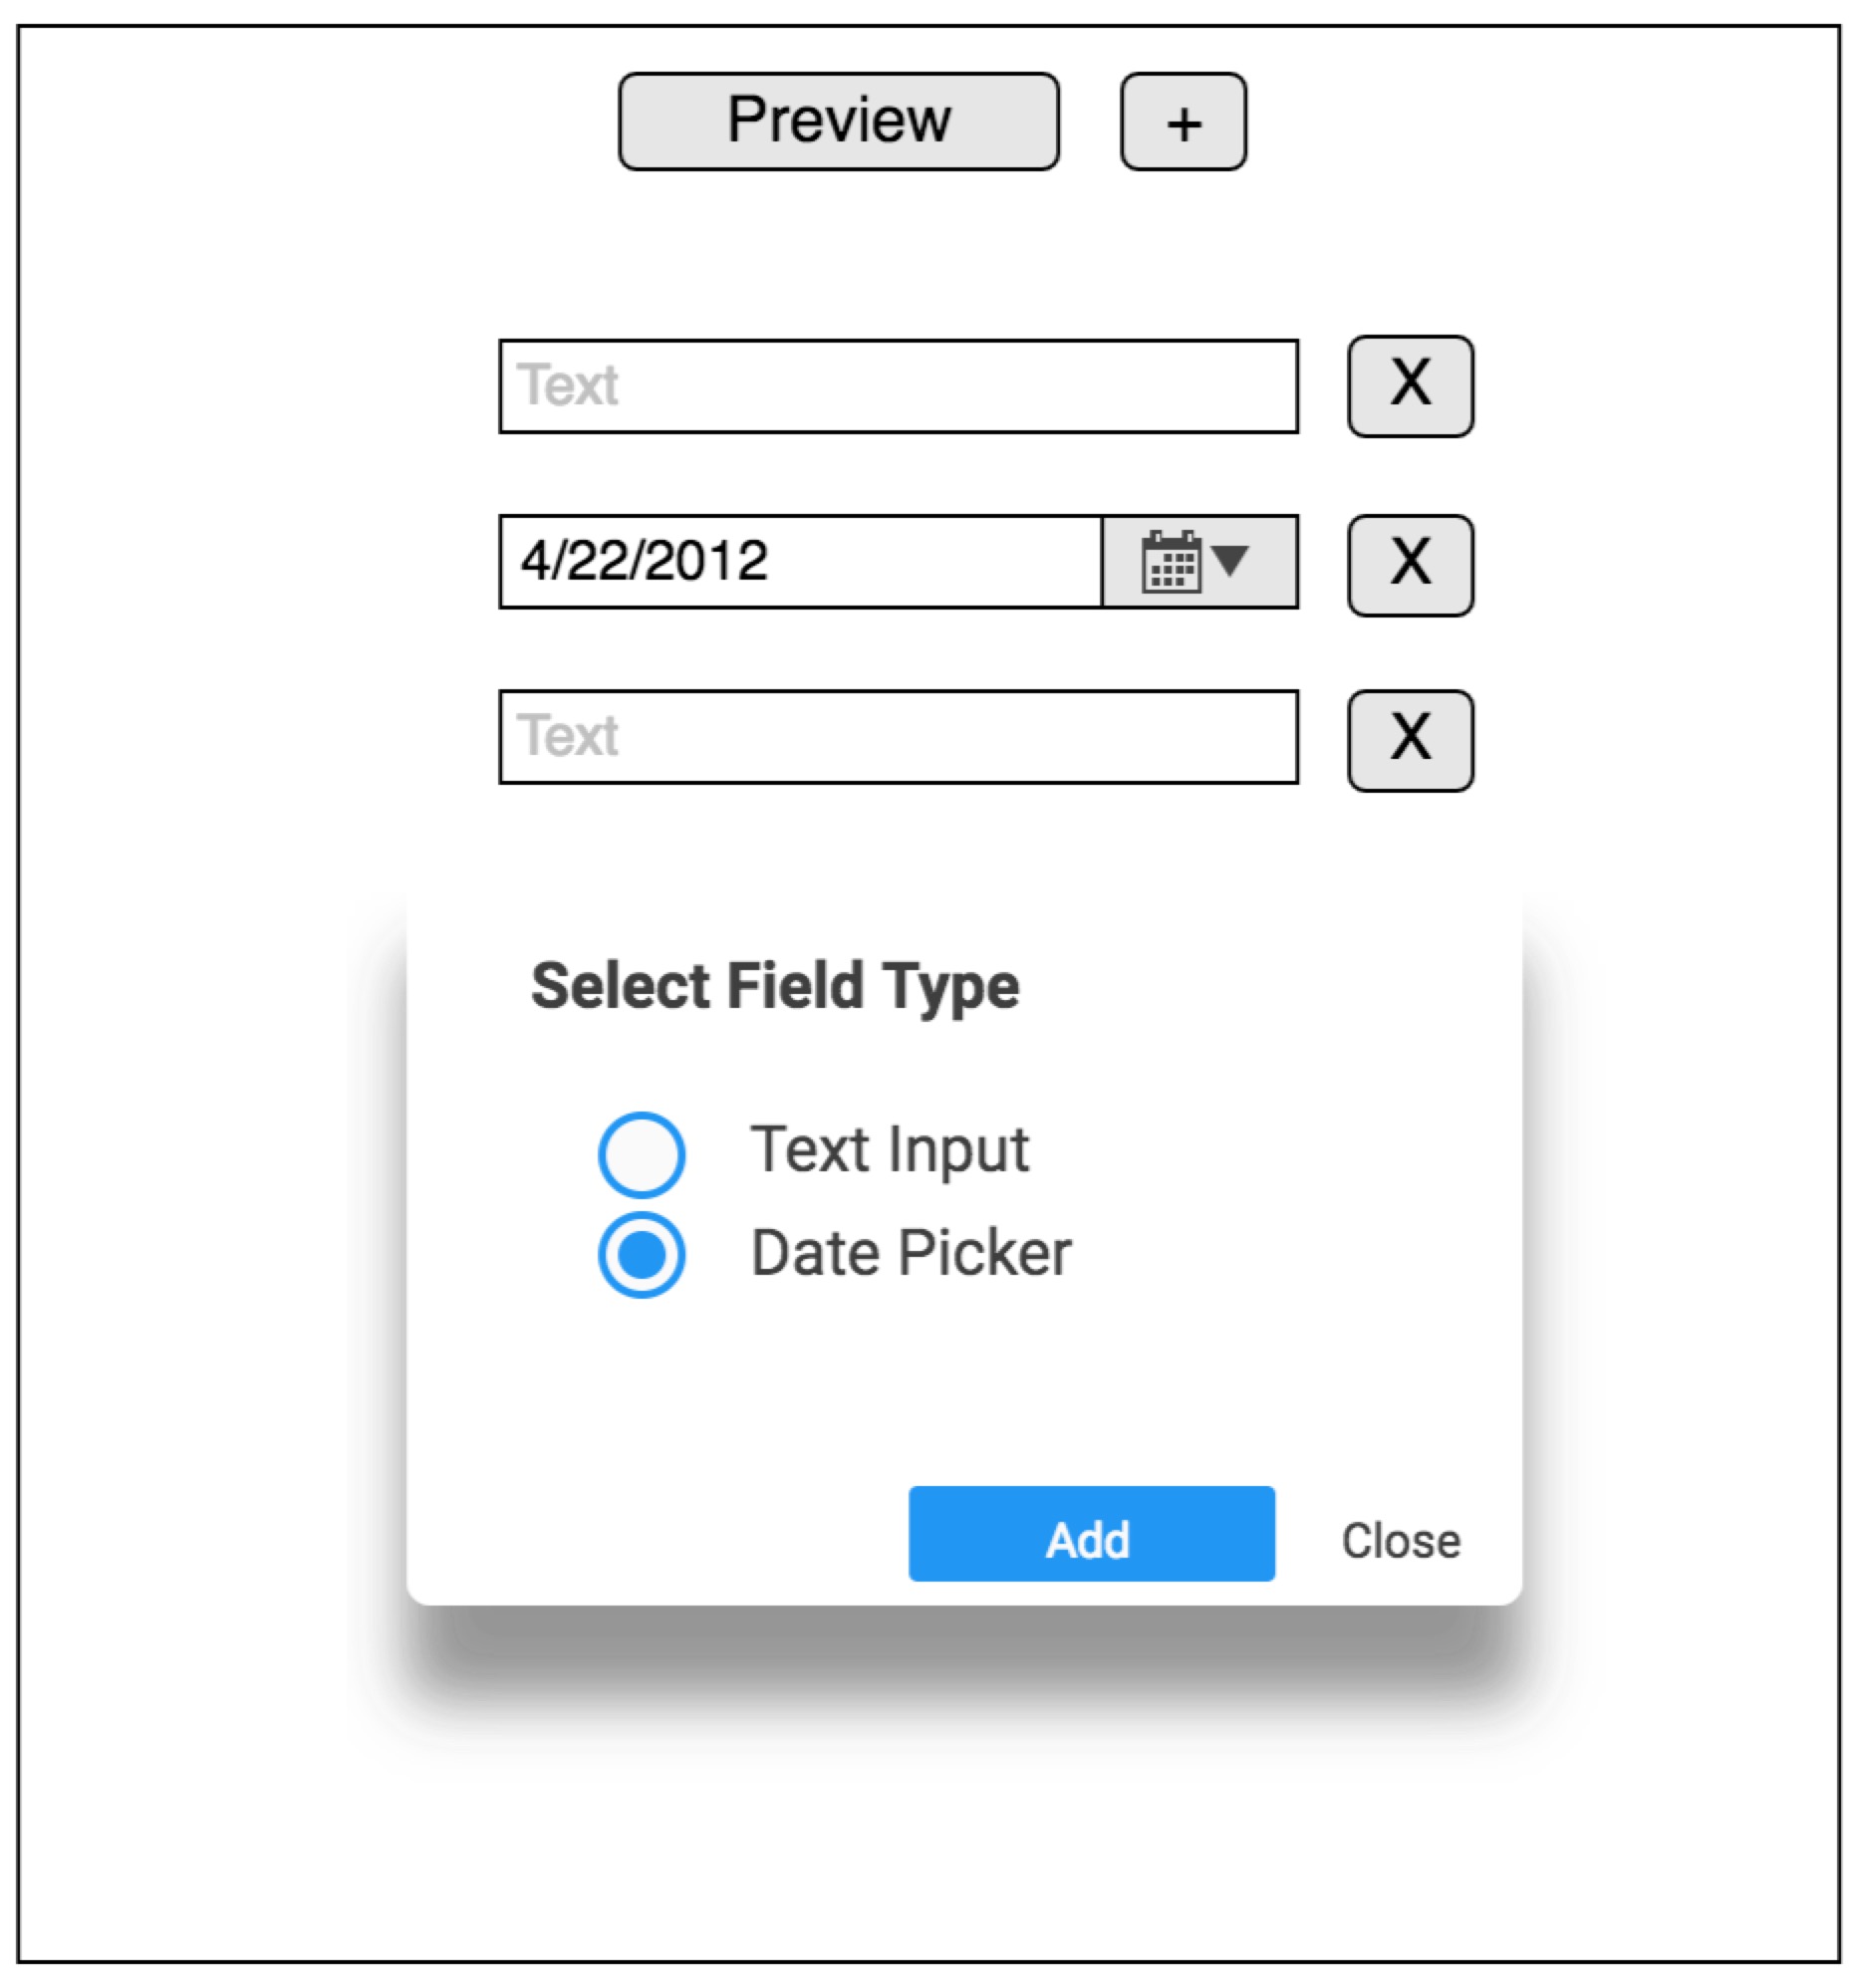 Preview +
Text X
4/22/2012 X
Text X
Select Field Type
Text Input
Date Picker
Add Close